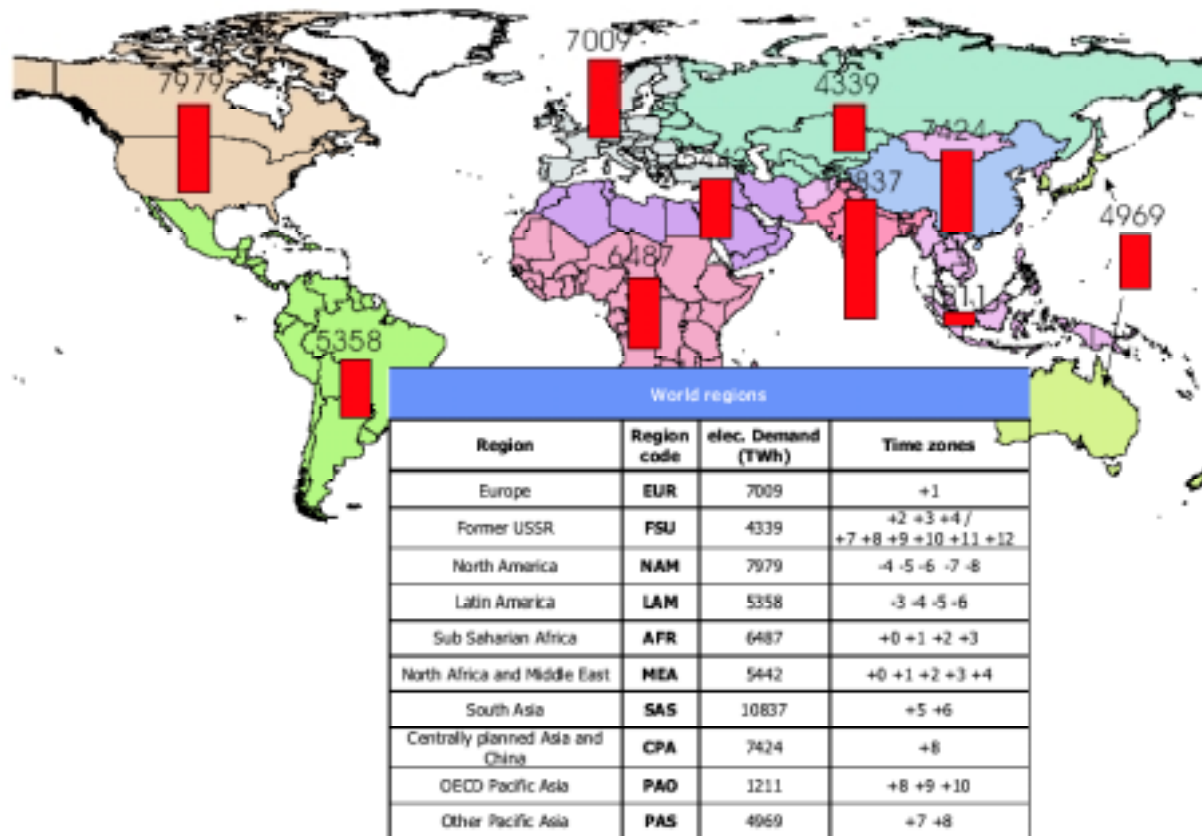 7009
7979
4339
7424
4969
5358
World regions
Region Region code elec. Demand (TWh) Time zones
Europe EUR 7009 +1
Former USSR FSU 4339 +2 +3 +4 / +7 +8 +9 +10 +11 +12
North America NAM 7979 -4 -5 -6 -7 -8
Latin America LAM 5358 -3 -4 -5 -6
Sub Saharian Africa AFR 6487 +0 +1 +2 +3
North Africa and Middle East MEA 5442 +0 +1 +2 +3 +4
South Asia SAS 10837 +5 +6
Centrally planned Asia and China CPA 7424 +8
OECD Pacific Asia PAO 1211 +8 +9 +10
Other Pacific Asia PAS 4969 +7 +8